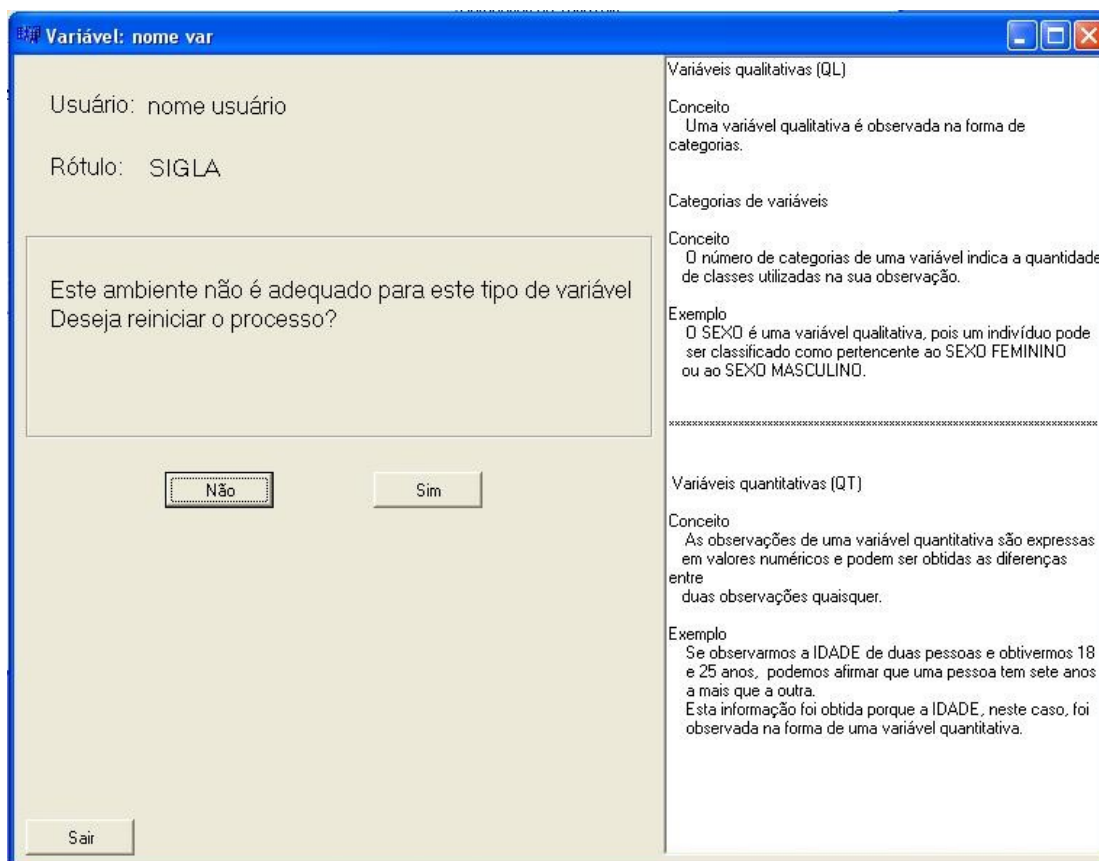 Variável: nome var
Usuário: nome usuário
Rótulo: SIGLA
Este ambiente não é adequado para este tipo de variável
Deseja reiniciar o processo?
Não
Sim
Sair
Variáveis qualitativas (QL)
Conceito
Uma variável qualitativa é observada na forma de
categorias.
Categorias de variáveis
Conceito
O número de categorias de uma variável indica a quantidade
de classes utilizadas na sua observação.
Exemplo
O SEXO é uma variável qualitativa, pois um indivíduo pode
ser classificado como pertencente ao SEXO FEMININO
ou ao SEXO MASCULINO.
Variáveis quantitativas (QT)
Conceito
As observações de uma variável quantitativa são expressas
em valores numéricos e podem ser obtidas as diferenças
entre
duas observações quaisquer.
Exemplo
Se observarmos a IDADE de duas pessoas e obtivermos 18
e 25 anos, podemos afirmar que uma pessoa tem sete anos
a mais que a outra.
Esta informação foi obtida porque a IDADE, neste caso, foi
observada na forma de uma variável quantitativa.